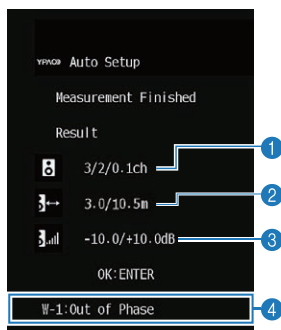 YPAO Auto Setup
Measurement Finished
Result
3/2/0.1ch
1
3.0/10.5m
2
-10.0/+10.0dB
3
OK:ENTER
W-1:Out of Phase
4